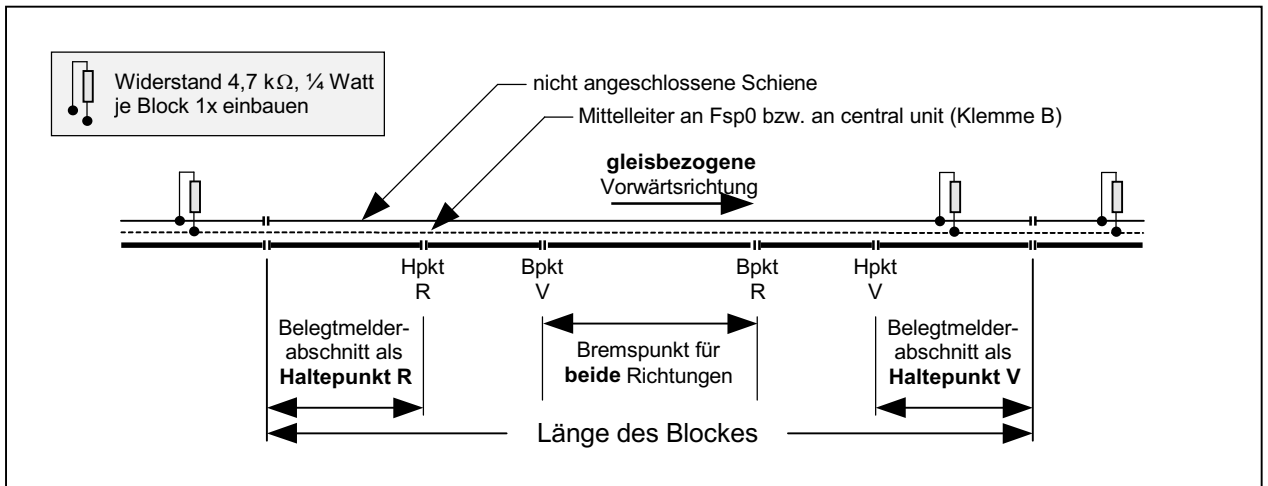 Widerstand 4,7 kΩ, ¼ Watt
je Block 1x einbauen
nicht angeschlossene Schiene
Mittelleiter an Fsp0 bzw. an central unit (Klemme B)
gleisbezogene
Vorwärtsrichtung
Hpkt
R
Bpkt
V
Bpkt
R
Hpkt
V
Belegtmelder-
abschnitt als
Haltepunkt R
Bremspunkt für
beide Richtungen
Belegtmelder-
abschnitt als
Haltepunkt V
Länge des Blockes